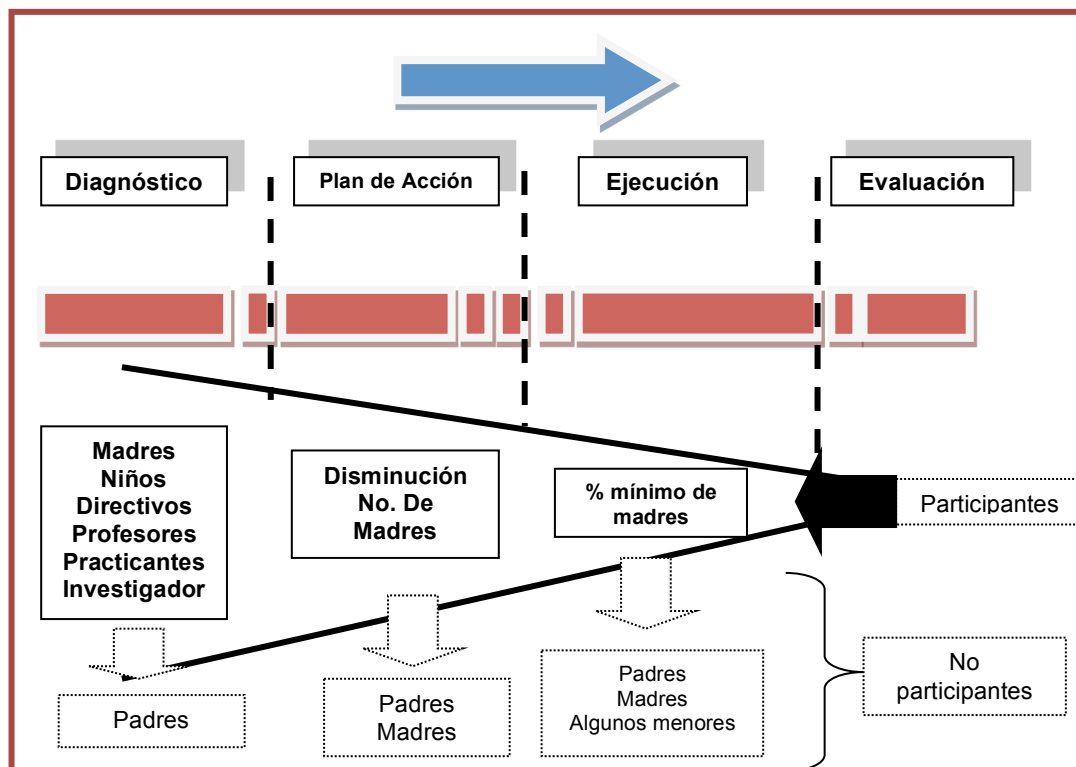 Diagnóstico
Plan de Acción
Ejecución
Evaluación
Madres
Niños
Directivos
Profesores
Practicantes
Investigador
Disminución
No. De
Madres
% mínimo de
madres
Participantes
Padres
Padres
Madres
Padres
Madres
Algunos menores
No
participantes